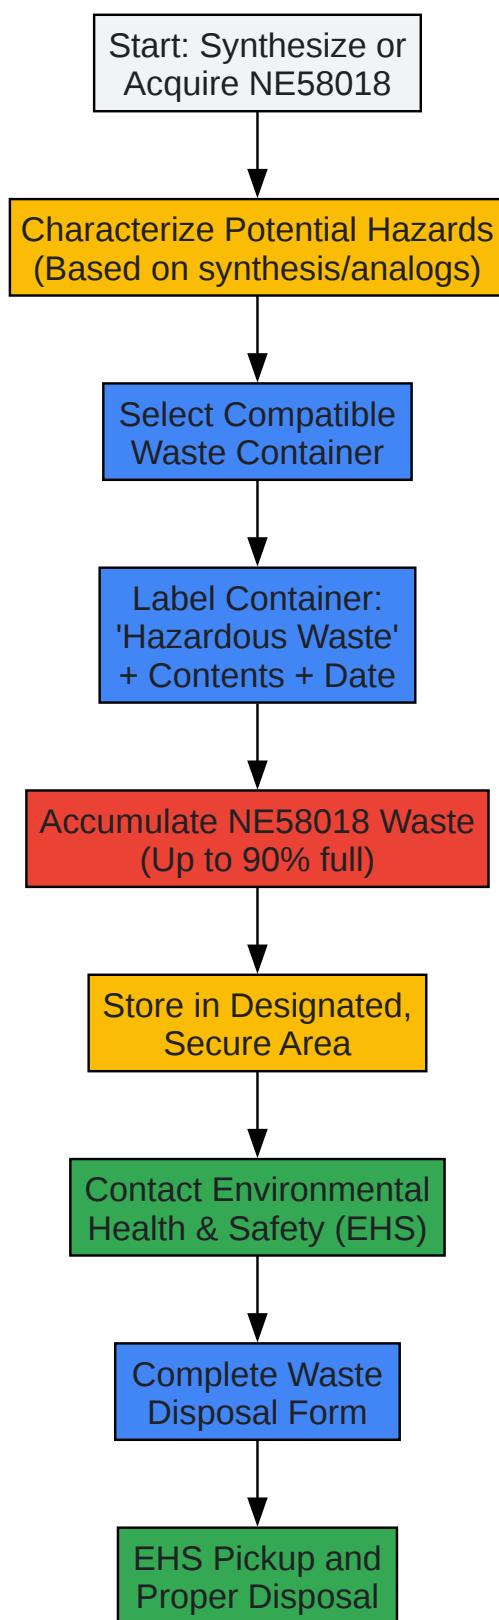 Start: Synthesize or
Acquire NE58018
Characterize Potential Hazards
(Based on synthesis/analogs)
Select Compatible
Waste Container
Label Container:
'Hazardous Waste'
+ Contents + Date
Accumulate NE58018 Waste
(Up to 90% full)
Store in Designated,
Secure Area
Contact Environmental
Health & Safety (EHS)
Complete Waste
Disposal Form
EHS Pickup and
Proper Disposal